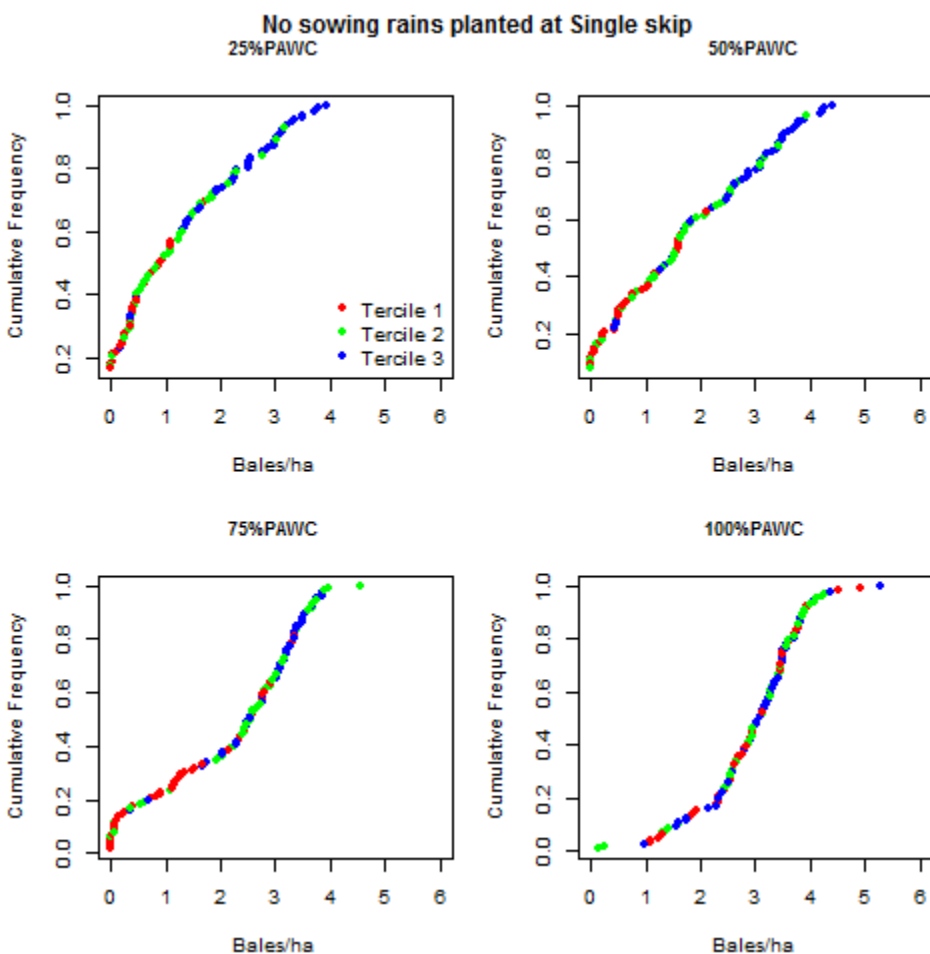 No sowing rains planted at Single skip
25%PAWC
50%PAWC
Cumulative Frequency
1.0
0.8
0.6
0.4
0.2
Tercile 1
Tercile 2
Tercile 3
0 1 2 3 4 5 6
Bales/ha
Cumulative Frequency
1.0
0.8
0.6
0.4
0.2
0 1 2 3 4 5 6
Bales/ha
75%PAWC
100%PAWC
Cumulative Frequency
1.0
0.8
0.6
0.4
0.2
0.0
0 1 2 3 4 5 6
Bales/ha
Cumulative Frequency
1.0
0.8
0.6
0.4
0.2
0.0
0 1 2 3 4 5 6
Bales/ha